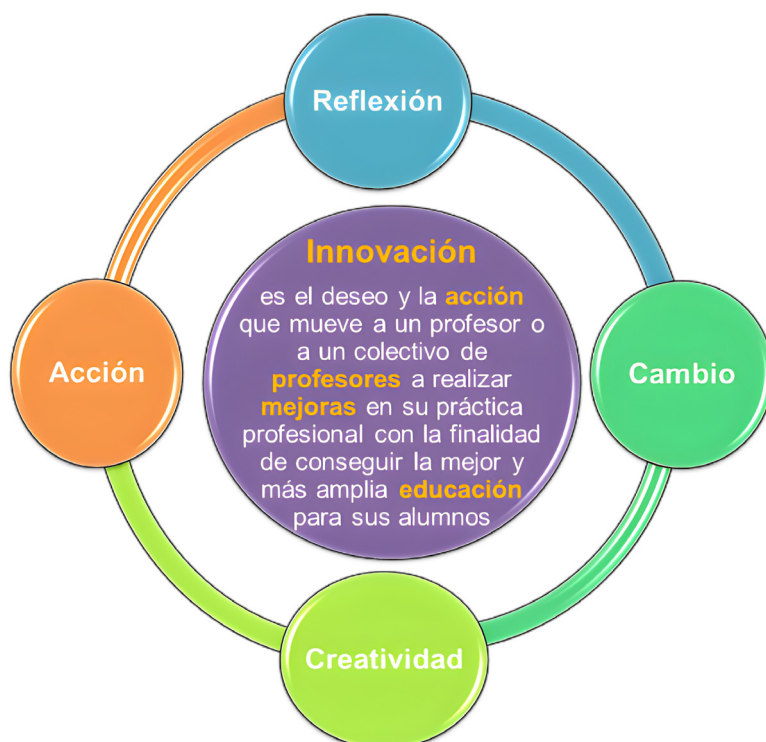 Reflexión
Innovación
es el deseo y la acción
que mueve a un profesor o
a un colectivo de
profesores a realizar
mejoras en su práctica
profesional con la finalidad
de conseguir la mejor y
más amplia educación
para sus alumnos
Acción
Cambio
Creatividad